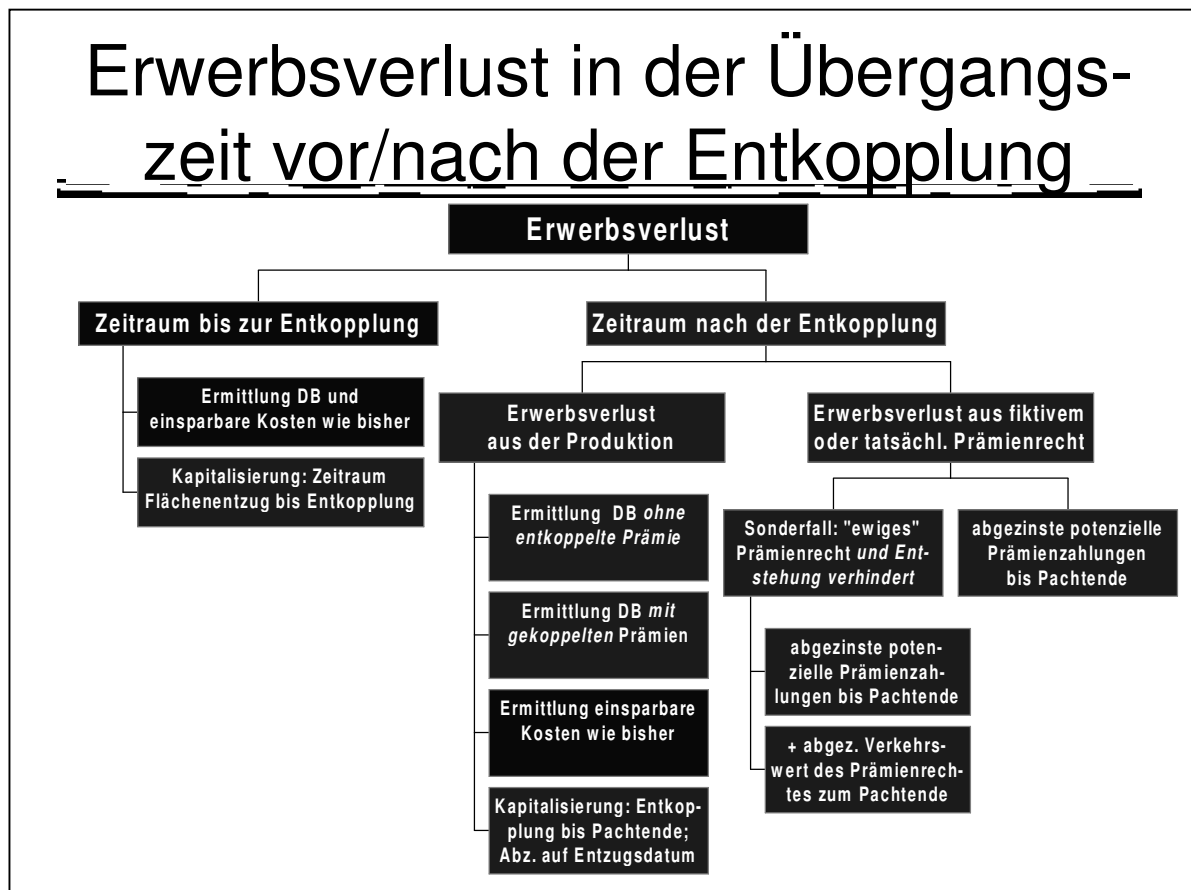 Erwerbsverlust in der Übergangs-
zeit vor/nach der Entkopplung
Erwerbsverlust
Zeitraum bis zur Entkopplung
Ermittlung DB und
einsparbare Kosten wie bisher
Kapitalisierung: Zeitraum
Flächenentzug bis Entkopplung
Zeitraum nach der Entkopplung
Erwerbsverlust
aus der Produktion
Ermittlung DB ohne
entkoppelte Prämie
Ermittlung DB mit
gekoppelten Prämien
Ermittlung einsparbare
Kosten wie bisher
Kapitalisierung: Entkop-
plung bis Pachtende;
Abz. auf Entzugsdatum
Erwerbsverlust aus fiktivem
oder tatsächl. Prämienrecht
Sonderfall: "ewiges"
Prämienrecht und Ent-
stehung verhindert
abgezinste poten-
zielle Prämienzah-
lungen bis Pachtende
+ abgez. Verkehrs-
wert des Prämienrech-
tes zum Pachtende
abgezinste potenzielle
Prämienzahlungen
bis Pachtende